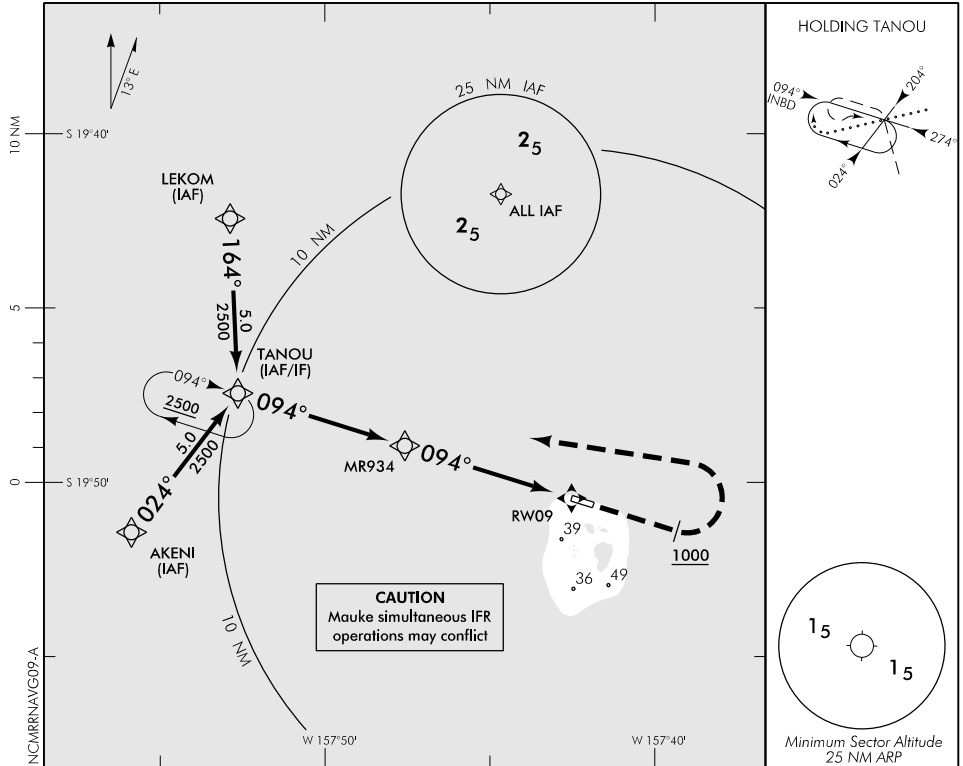 13° E
10 NM
S 19°40'
25 NM IAF
2₅
ALL IAF
2₅
LEKOM
(IAF)
164°
5.0
2500
10 NM
5
TANOU
(IAF/IF)
094°
2500
094°
MR934
094°
5.0
2500
024°
AKENI
(IAF)
0
S 19°50'
RW09
39
36
49
1000
CAUTION
Mauke simultaneous IFR
operations may conflict
10 NM
NCMRRNAVG09-A
W 157°50'
W 157°40'
HOLDING TANOU
094°
INBD
204°
274°
024°
1₅
1₅
Minimum Sector Altitude
25 NM ARP